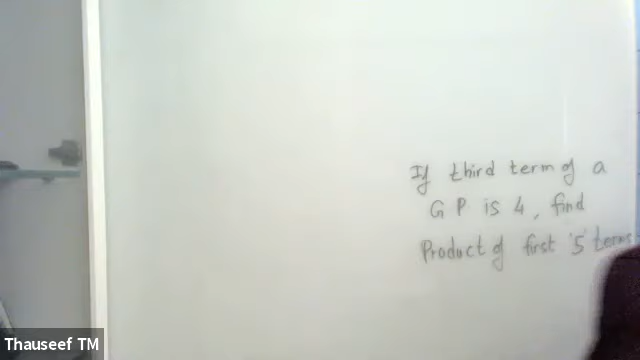 If third term of a
G P is 4, find
Product of first '5' terms
Thauseef TM